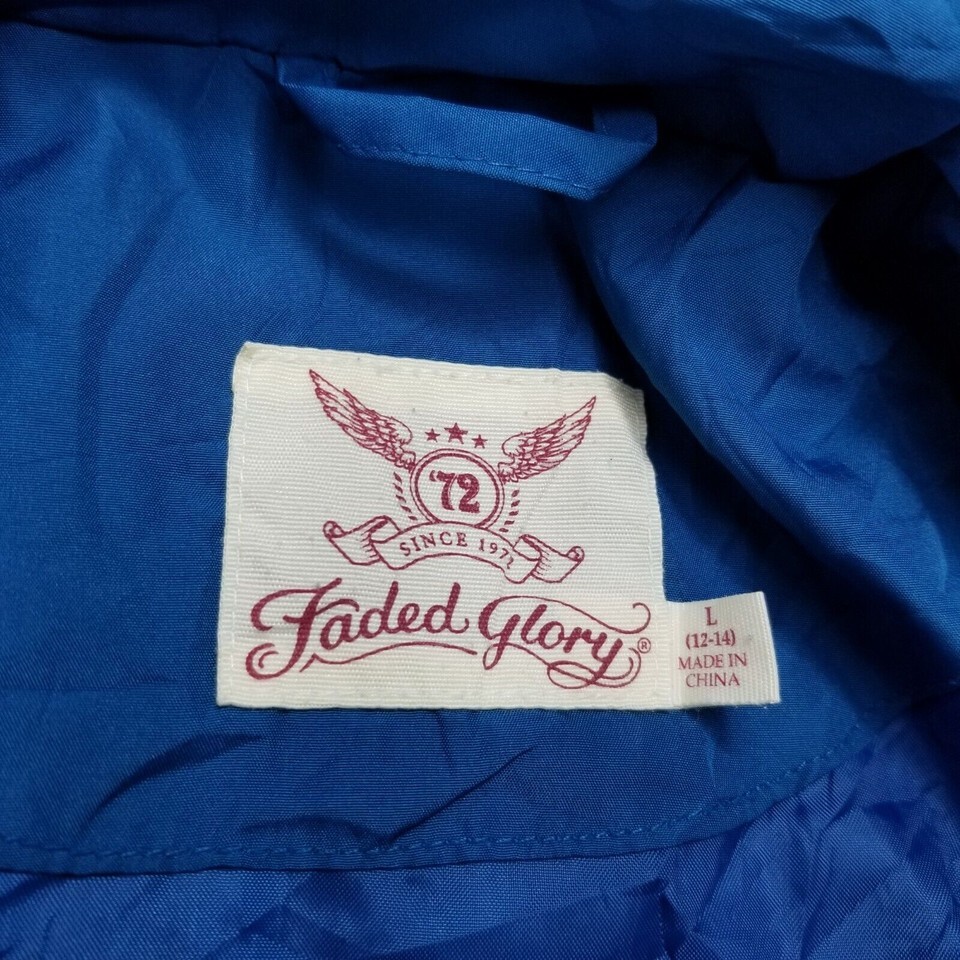 '72
SINCE 1972
Faded Glory®
L
(12-14)
MADE IN
CHINA